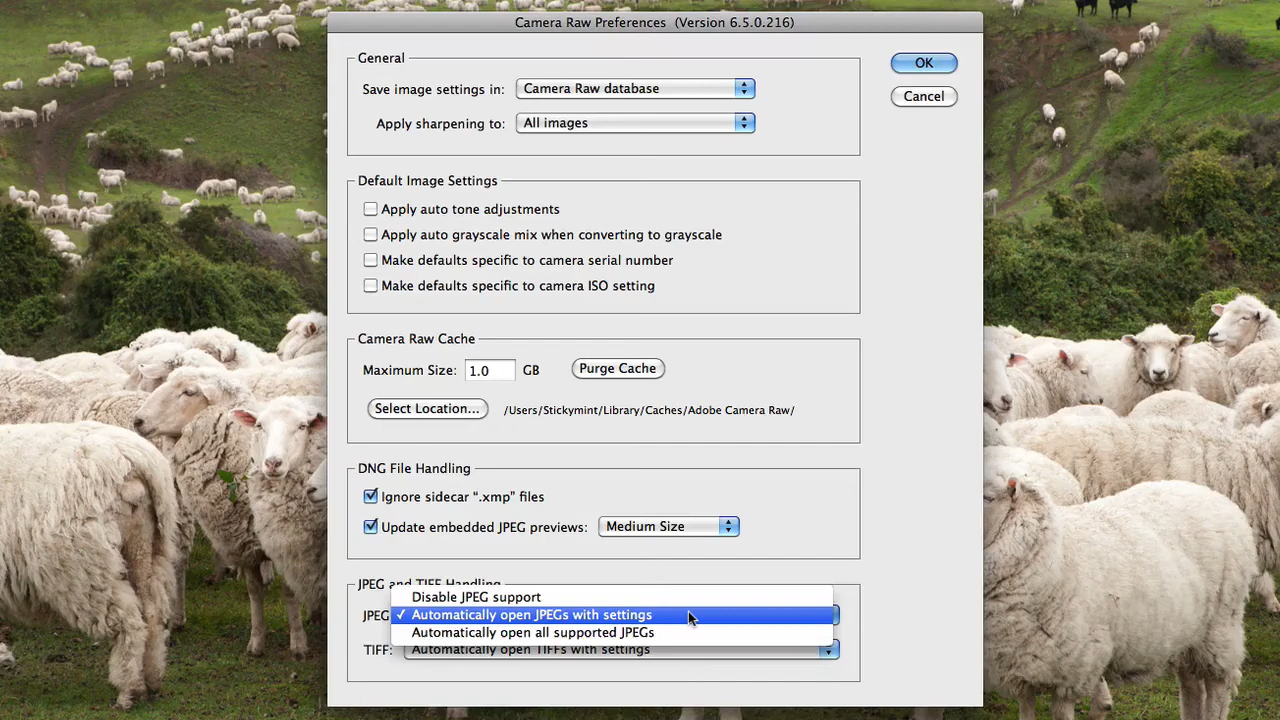 Camera Raw Preferences (Version 6.5.0.216)
General
OK
Save image settings in: Camera Raw database
Cancel
Apply sharpening to: All images
Default Image Settings
Apply auto tone adjustments
Apply auto grayscale mix when converting to grayscale
Make defaults specific to camera serial number
Make defaults specific to camera ISO setting
Camera Raw Cache
Maximum Size: 1.0 GB Purge Cache
Select Location... /Users/Stickymint/Library/Caches/Adobe Camera Raw/
DNG File Handling
Ignore sidecar “.xmp” files
Update embedded JPEG previews: Medium Size
JPEG and TIFF Handling
Disable JPEG support
JPEG ✓ Automatically open JPEGs with settings
Automatically open all supported JPEGs
TIFF: Automatically open TIFFs with settings